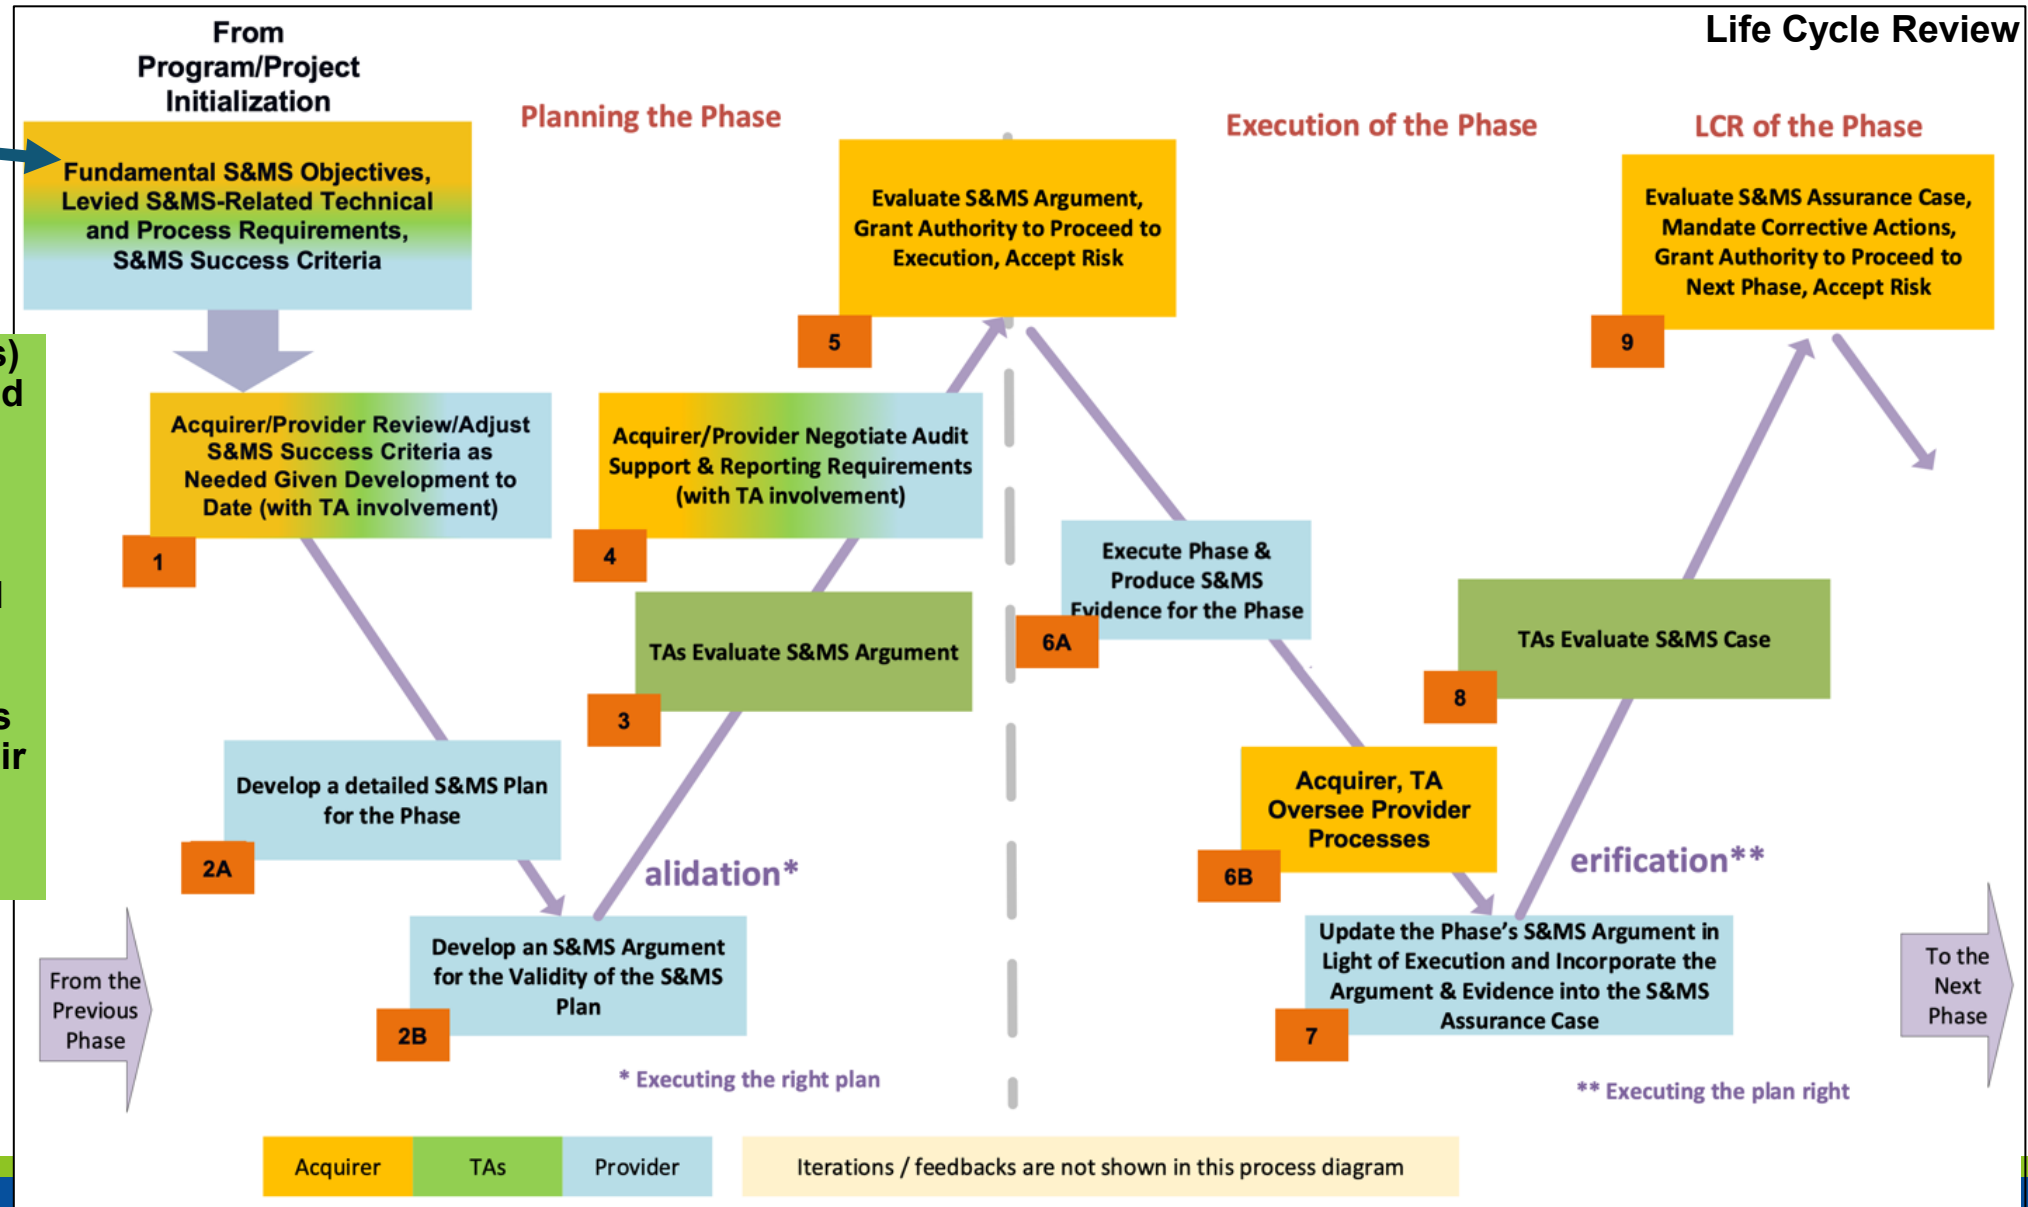 Life Cycle Review
From
Program/Project
Initialization
Planning the Phase
Execution of the Phase
LCR of the Phase
Fundamental S&MS Objectives,
Levied S&MS-Related Technical
and Process Requirements,
S&MS Success Criteria
Evaluate S&MS Argument,
Grant Authority to Proceed to
Execution, Accept Risk
5
Evaluate S&MS Assurance Case,
Mandate Corrective Actions,
Grant Authority to Proceed to
Next Phase, Accept Risk
9
s)
d
l
s
ir
Acquirer/Provider Review/Adjust
S&MS Success Criteria as
Needed Given Development to
Date (with TA involvement)
1
Acquirer/Provider Negotiate Audit
Support & Reporting Requirements
(with TA involvement)
4
TAs Evaluate S&MS Argument
3
Execute Phase &
Produce S&MS
Evidence for the Phase
6A
TAs Evaluate S&MS Case
8
Develop a detailed S&MS Plan
for the Phase
2A
Acquirer, TA
Oversee Provider
Processes
6B
alidation*
erification**
Develop an S&MS Argument
for the Validity of the S&MS
Plan
2B
Update the Phase's S&MS Argument in
Light of Execution and Incorporate the
Argument & Evidence into the S&MS
Assurance Case
7
From the
Previous
Phase
To the
Next
Phase
* Executing the right plan
** Executing the plan right
Acquirer
TAs
Provider
Iterations / feedbacks are not shown in this process diagram